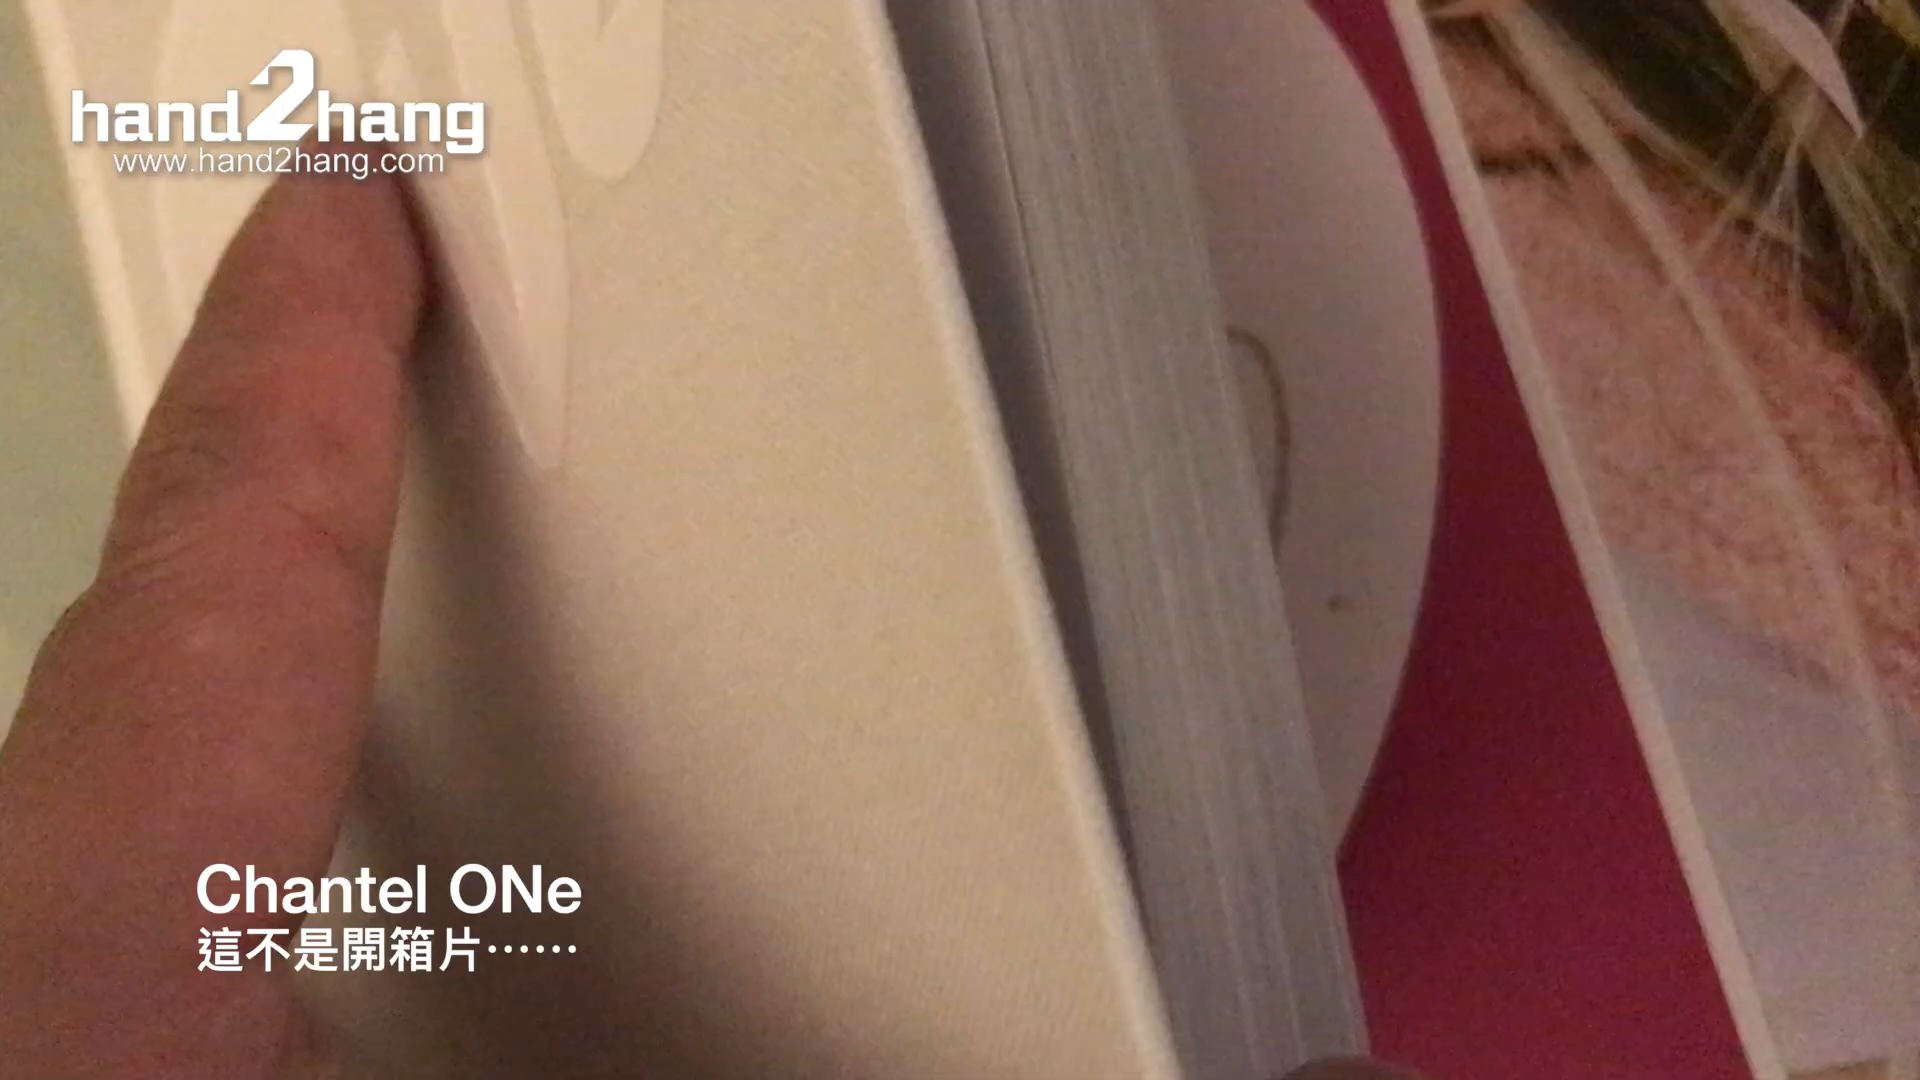 hand2hang
www.hand2hang.com
Chantel ONe
這不是開箱片⋯⋯